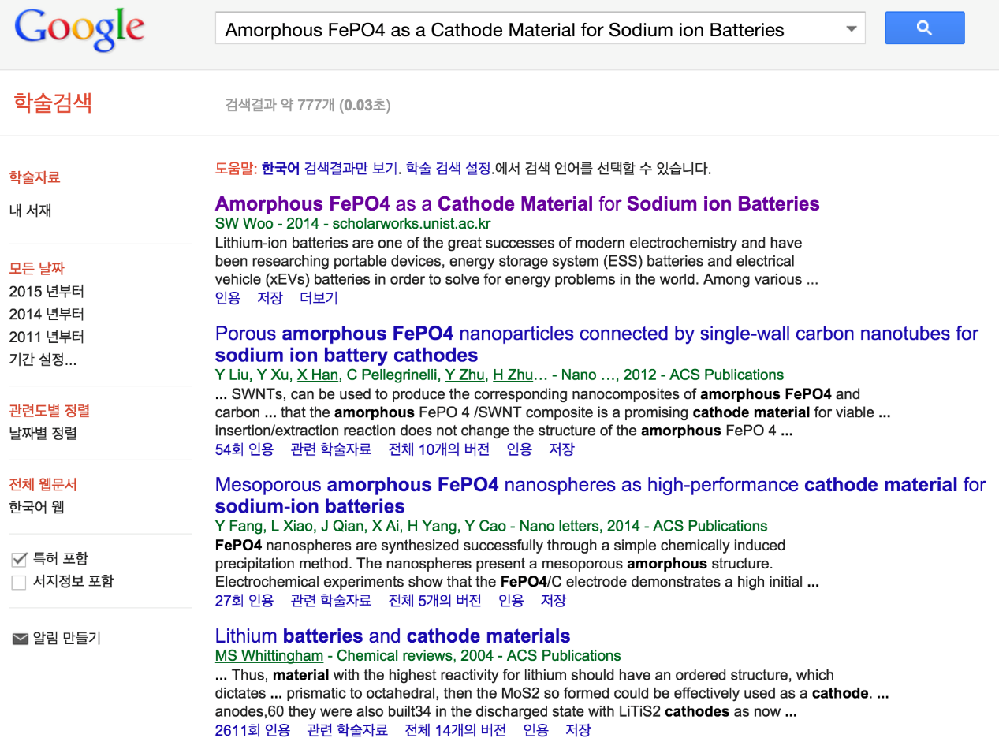 Google
Amorphous FePO4 as a Cathode Material for Sodium ion Batteries
학술검색
검색결과 약 777개 (0.03초)
학술자료
내 서재
모든 날짜
2015 년부터
2014 년부터
2011 년부터
기간 설정...
관련도별 정렬
날짜별 정렬
전체 웹문서
한국어 웹
특허 포함
서지정보 포함
알림 만들기
도움말: 한국어 검색결과만 보기. 학술 검색 설정.에서 검색 언어를 선택할 수 있습니다.
Amorphous FePO4 as a Cathode Material for Sodium ion Batteries
SW Woo - 2014 - scholarworks.unist.ac.kr
Lithium-ion batteries are one of the great successes of modern electrochemistry and have
been researching portable devices, energy storage system (ESS) batteries and electrical
vehicle (xEVs) batteries in order to solve for energy problems in the world. Among various ...
인용 저장 더보기
Porous amorphous FePO4 nanoparticles connected by single-wall carbon nanotubes for
sodium ion battery cathodes
Y Liu, Y Xu, X Han, C Pellegrinelli, Y Zhu, H Zhu… - Nano …, 2012 - ACS Publications
... SWNTs, can be used to produce the corresponding nanocomposites of amorphous FePO4 and
carbon ... that the amorphous FePO 4 /SWNT composite is a promising cathode material for viable ...
insertion/extraction reaction does not change the structure of the amorphous FePO 4 ...
54회 인용 관련 학술자료 전체 10개의 버전 인용 저장
Mesoporous amorphous FePO4 nanospheres as high-performance cathode material for
sodium-ion batteries
Y Fang, L Xiao, J Qian, X Ai, H Yang, Y Cao - Nano letters, 2014 - ACS Publications
FePO4 nanospheres are synthesized successfully through a simple chemically induced
precipitation method. The nanospheres present a mesoporous amorphous structure.
Electrochemical experiments show that the FePO4/C electrode demonstrates a high initial ...
27회 인용 관련 학술자료 전체 5개의 버전 인용 저장
Lithium batteries and cathode materials
MS Whittingham - Chemical reviews, 2004 - ACS Publications
... Thus, material with the highest reactivity for lithium should have an ordered structure, which
dictates ... prismatic to octahedral, then the MoS2 so formed could be effectively used as a cathode. ...
anodes,60 they were also built34 in the discharged state with LiTiS2 cathodes as now ...
2611회 인용 관련 학술자료 전체 14개의 버전 인용 저장